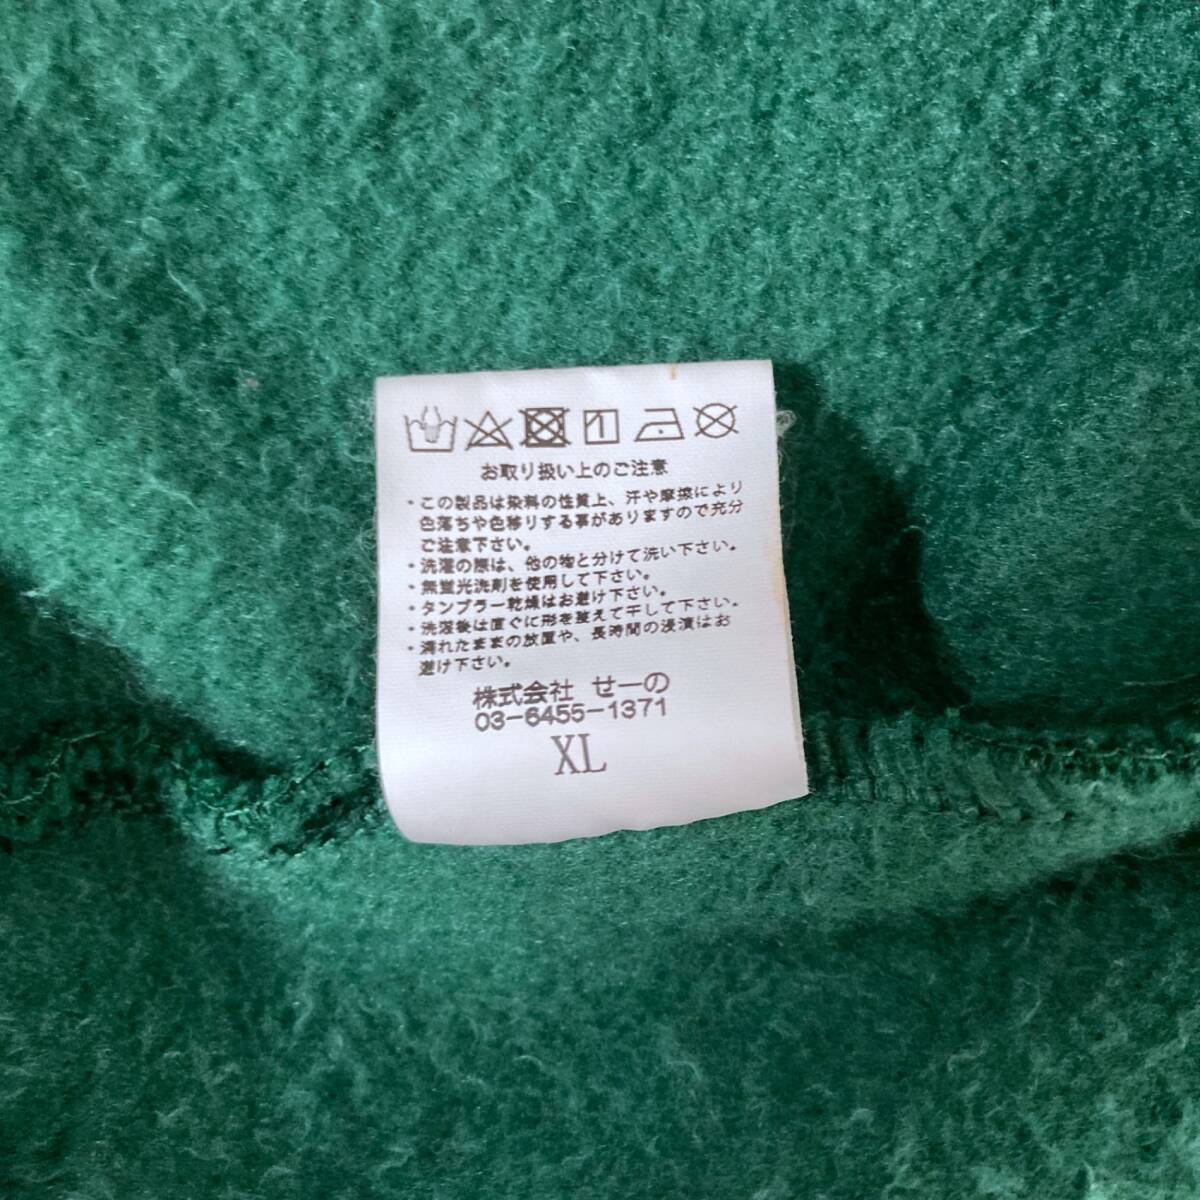 お取り扱い上のご注意
・この製品は染料の性質上、汗や摩擦により
色落ちや色移りする事がありますので充分
ご注意下さい。
・洗濯の際は、他の物と分けて洗い下さい。
・無蛍光洗剤を使用して下さい。
・タンブラー乾燥はお避け下さい。
・洗濯後は直ぐに形を整えて干して下さい。
・濡れたままの放置や、長時間の浸漬はお
避け下さい。
株式会社 せーの
03-6455-1371
XL